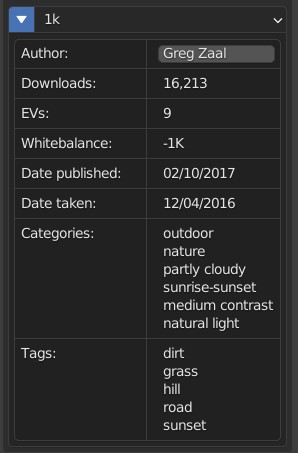 1k
Author: Greg Zaal
Downloads: 16,213
EVs: 9
Whitebalance: -1K
Date published: 02/10/2017
Date taken: 12/04/2016
Categories: outdoor
nature
partly cloudy
sunrise-sunset
medium contrast
natural light
Tags: dirt
grass
hill
road
sunset